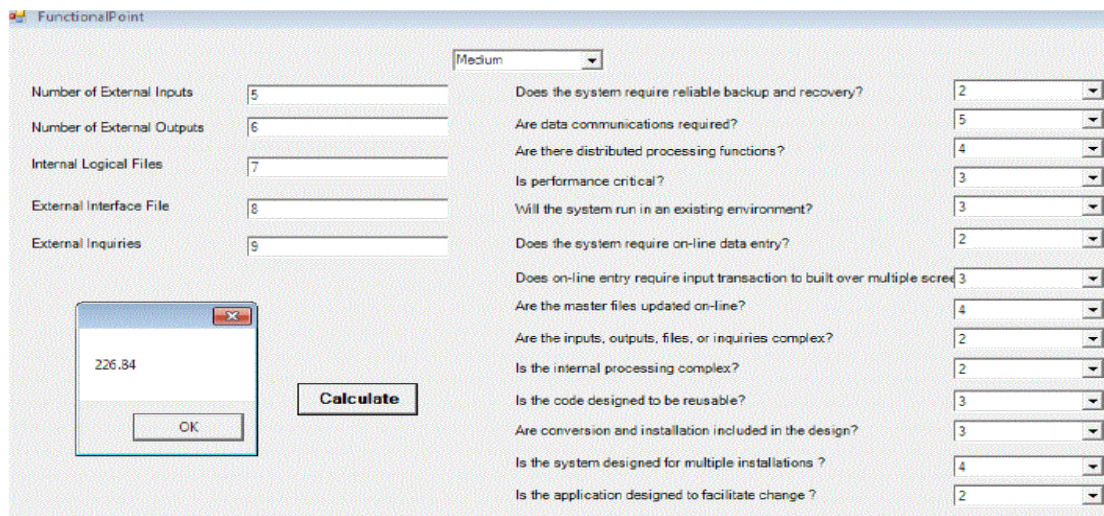 FunctionalPoint
Medium
Number of External Inputs 5
Number of External Outputs 6
Internal Logical Files 7
External Interface File 8
External Inquiries 9
226.84
OK
Calculate
Does the system require reliable backup and recovery? 2
Are data communications required? 5
Are there distributed processing functions? 4
Is performance critical? 3
Will the system run in an existing environment? 3
Does the system require on-line data entry? 2
Does on-line entry require input transaction to built over multiple scree 3
Are the master files updated on-line? 4
Are the inputs, outputs, files, or inquiries complex? 2
Is the internal processing complex? 2
Is the code designed to be reusable? 3
Are conversion and installation included in the design? 3
Is the system designed for multiple installations ? 4
Is the application designed to facilitate change ? 2